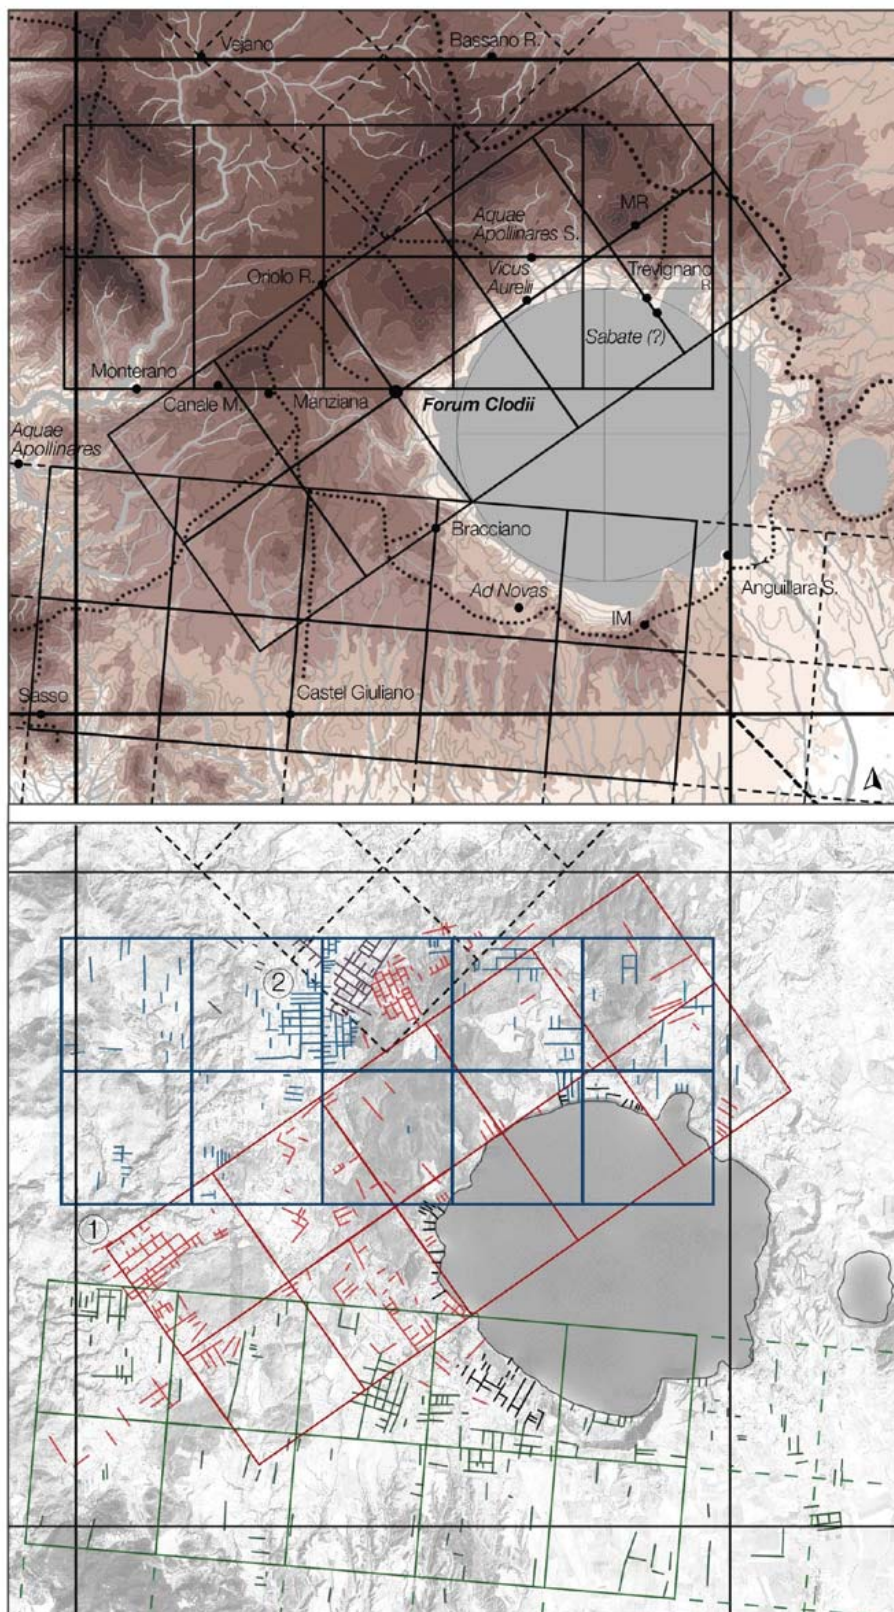 Vejano
Bassano R.
MR
Aquae
Apollinares S.
Oriolo R.
Vicus
Aurelii
Trevignano
R.
Sabate (?)
Monterano
Canale M.
Manziana
Forum Clodii
Aquae
Apollinares
Bracciano
Ad Novas
IM
Anguillara S.
Sasso
Castel Giuliano
2
1